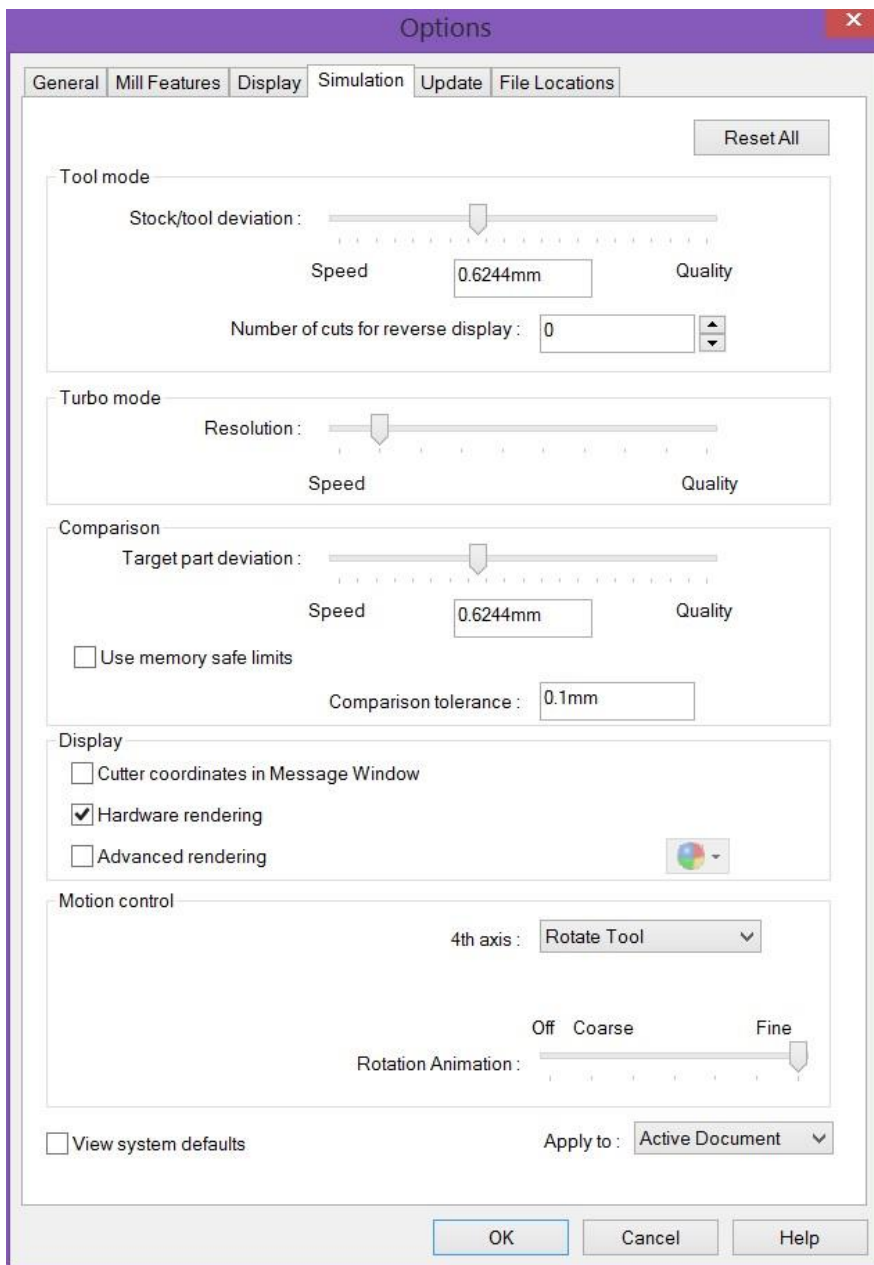 Options
General Mill Features Display Simulation Update File Locations
Reset All
Tool mode
Stock/tool deviation :
Speed 0.6244mm Quality
Number of cuts for reverse display : 0
Turbo mode
Resolution :
Speed Quality
Comparison
Target part deviation :
Speed 0.6244mm Quality
Use memory safe limits
Comparison tolerance : 0.1mm
Display
Cutter coordinates in Message Window
Hardware rendering
Advanced rendering
Motion control
4th axis : Rotate Tool
Off Coarse Fine
Rotation Animation :
View system defaults Apply to : Active Document
OK Cancel Help